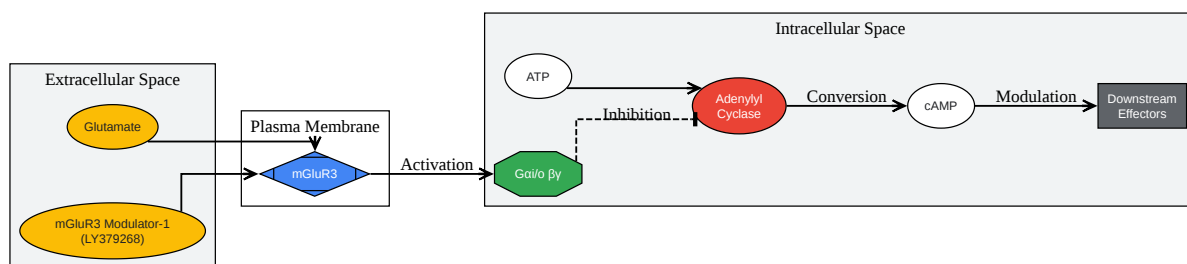 Extracellular Space
Glutamate
mGluR3 Modulator-1
(LY379268)
Plasma Membrane
mGluR3
Activation
Intracellular Space
ATP
Inhibition
Gαi/o βγ
Adenylyl
Cyclase
Conversion
cAMP
Modulation
Downstream
Effectors